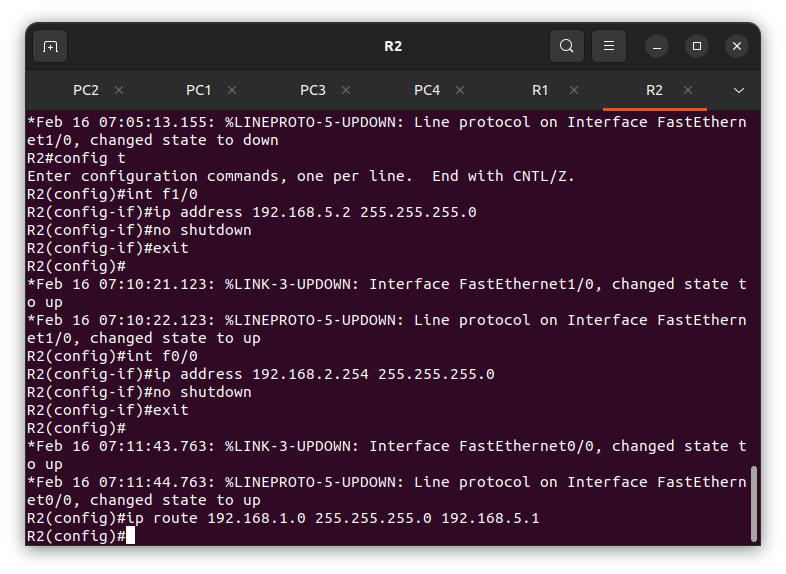 R2
PC2
PC1
PC3
PC4
R1
R2
*Feb 16 07:05:13.155: %LINEPROTO-5-UPDOWN: Line protocol on Interface FastEthern
et1/0, changed state to down
R2#config t
Enter configuration commands, one per line.  End with CNTL/Z.
R2(config)#int f1/0
R2(config-if)#ip address 192.168.5.2 255.255.255.0
R2(config-if)#no shutdown
R2(config-if)#exit
R2(config)#
*Feb 16 07:10:21.123: %LINK-3-UPDOWN: Interface FastEthernet1/0, changed state t
o up
*Feb 16 07:10:22.123: %LINEPROTO-5-UPDOWN: Line protocol on Interface FastEthern
et1/0, changed state to up
R2(config)#int f0/0
R2(config-if)#ip address 192.168.2.254 255.255.255.0
R2(config-if)#no shutdown
R2(config-if)#exit
R2(config)#
*Feb 16 07:11:43.763: %LINK-3-UPDOWN: Interface FastEthernet0/0, changed state t
o up
*Feb 16 07:11:44.763: %LINEPROTO-5-UPDOWN: Line protocol on Interface FastEthern
et0/0, changed state to up
R2(config)#ip route 192.168.1.0 255.255.255.0 192.168.5.1
R2(config)#